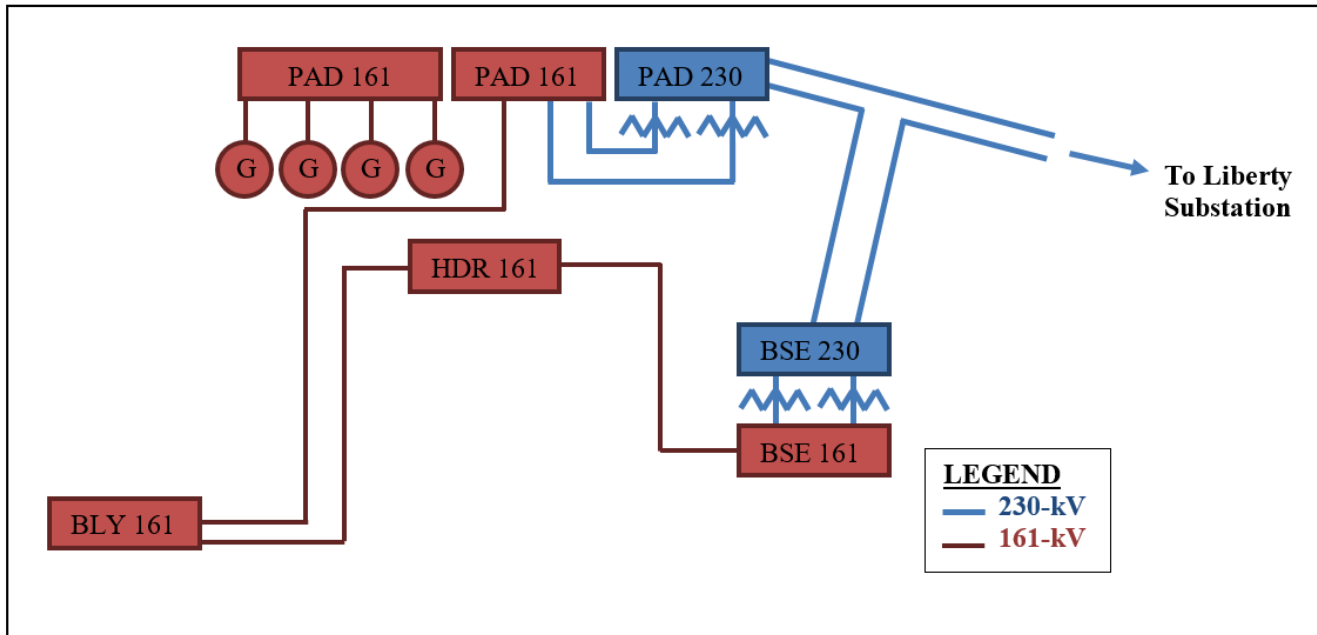 PAD 161
PAD 161
PAD 230
G
G
G
G
To Liberty
Substation
HDR 161
BSE 230
BSE 161
BLY 161
LEGEND
230-kV
161-kV